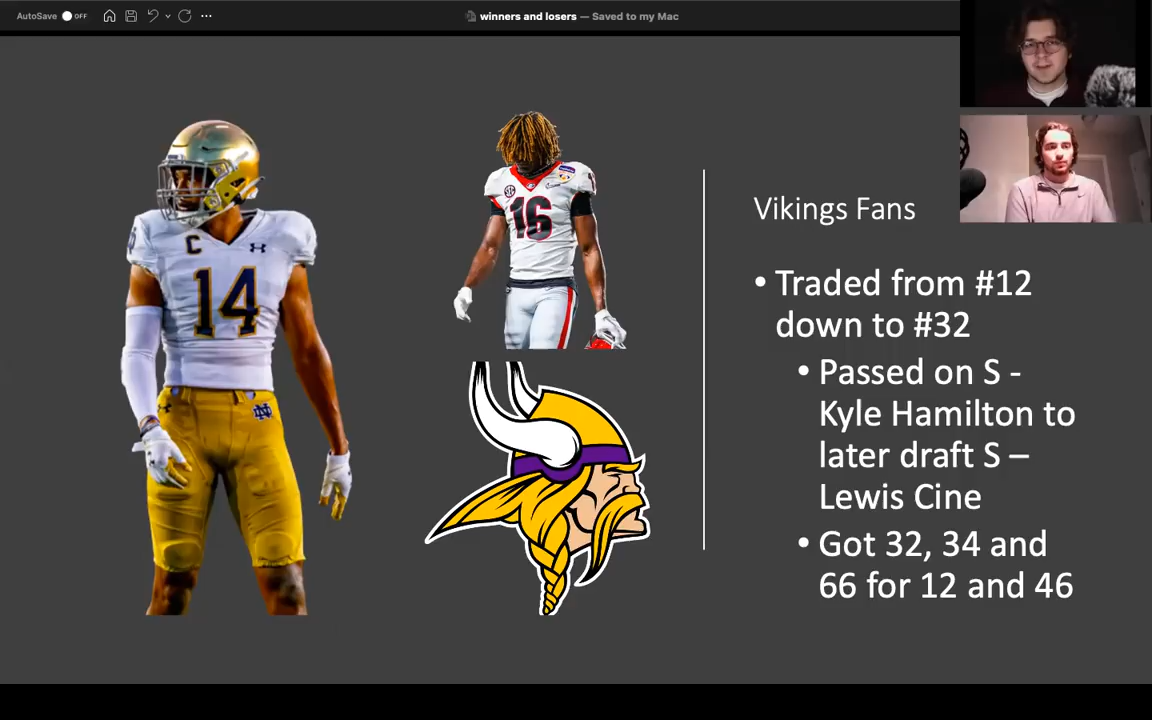 AutoSave OFF
winners and losers — Saved to my Mac
C
14
16
Vikings Fans
• Traded from #12
down to #32
• Passed on S -
Kyle Hamilton to
later draft S –
Lewis Cine
• Got 32, 34 and
66 for 12 and 46